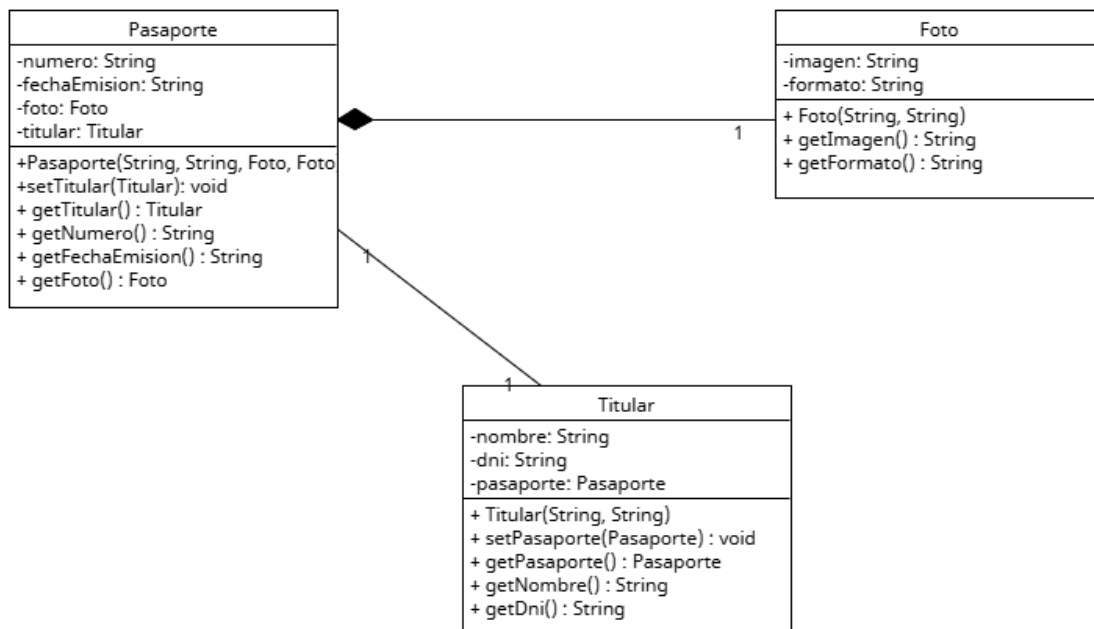 Pasaporte
-numero: String
-fechaEmision: String
-foto: Foto
-titular: Titular
+Pasaporte(String, String, Foto, Foto
+setTitular(Titular): void
+ getTitular() : Titular
+ getNumero() : String
+ getFechaEmision() : String
+ getFoto() : Foto
1
1
1
Foto
-imagen: String
-formato: String
+ Foto(String, String)
+ getImagen() : String
+ getFormato() : String
Titular
-nombre: String
-dni: String
-pasaporte: Pasaporte
+ Titular(String, String)
+ setPasaporte(Pasaporte) : void
+ getPasaporte() : Pasaporte
+ getNombre() : String
+ getDni() : String